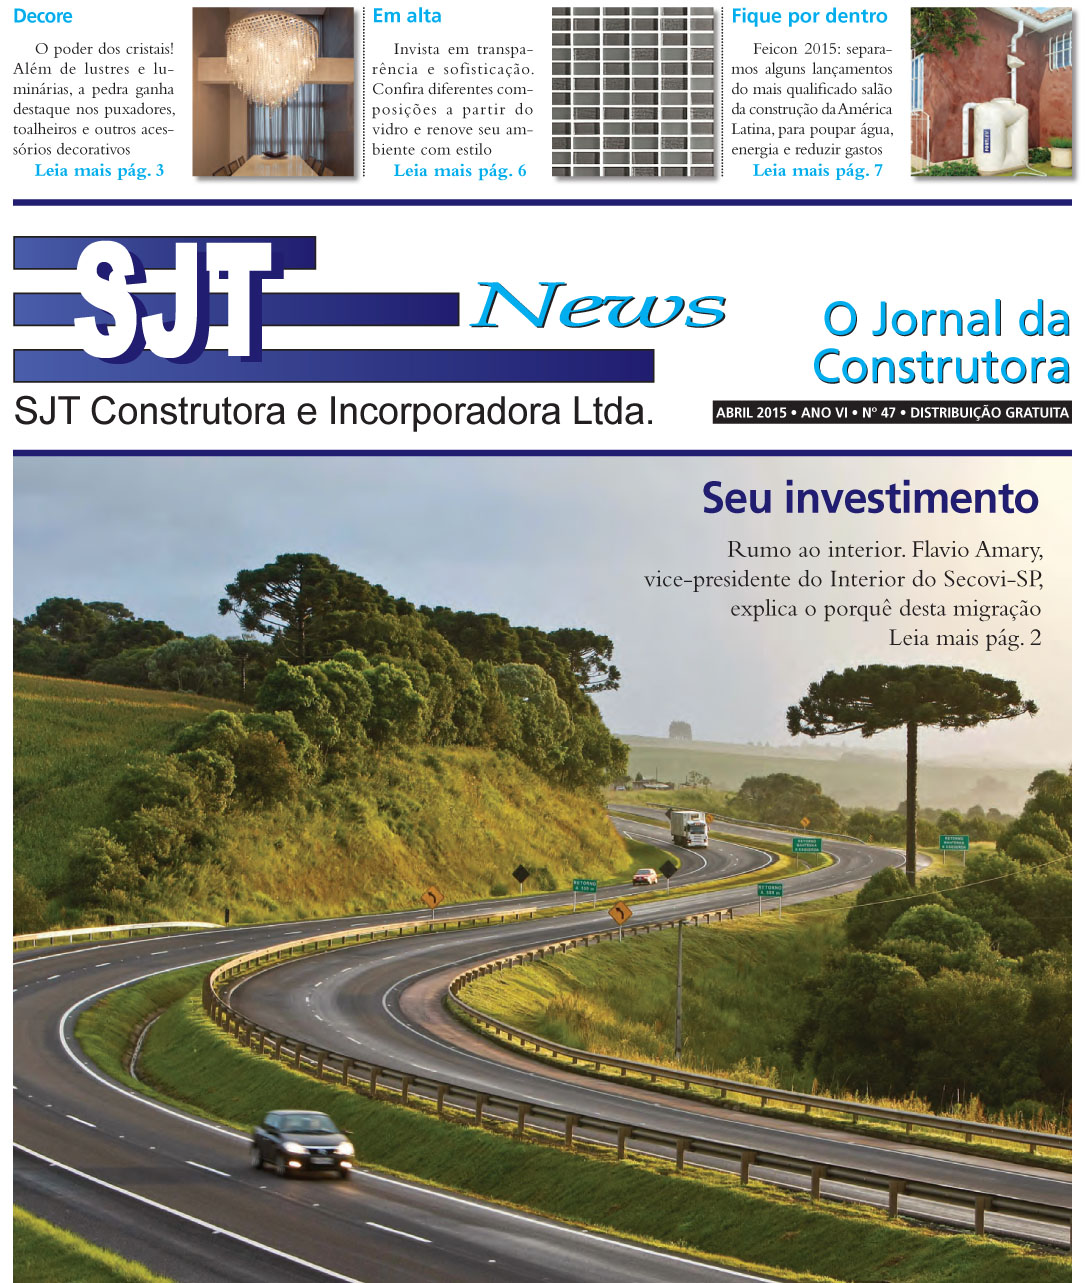 Decore
O poder dos cristais!
Além de lustres e lu-
minárias, a pedra ganha
destaque nos puxadores,
toalheiros e outros aces-
sórios decorativos
Leia mais pág. 3
Em alta
Invista em transpa-
rência e sofisticação.
Confira diferentes com-
posições a partir do
vidro e renove seu am-
biente com estilo
Leia mais pág. 6
Fique por dentro
Feicon 2015: separa-
mos alguns lançamentos
do mais qualificado salão
da construção da América
Latina, para poupar água,
energia e reduzir gastos
Leia mais pág. 7
SJT News
O Jornal da
Construtora
SJT Construtora e Incorporadora Ltda.
ABRIL 2015 • ANO VI • Nº 47 • DISTRIBUIÇÃO GRATUITA
Seu investimento
Rumo ao interior. Flavio Amary,
vice-presidente do Interior do Secovi-SP,
explica o porquê desta migração
Leia mais pág. 2
RETORNO
RETORNO
RETORNO
RETORNO